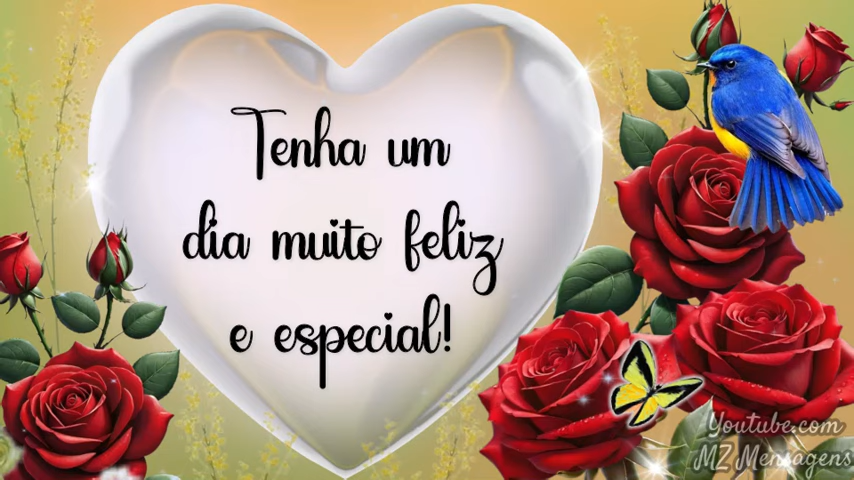 Tenha um
dia muito feliz
e especial!
Youtube.com
MZ Mensagens